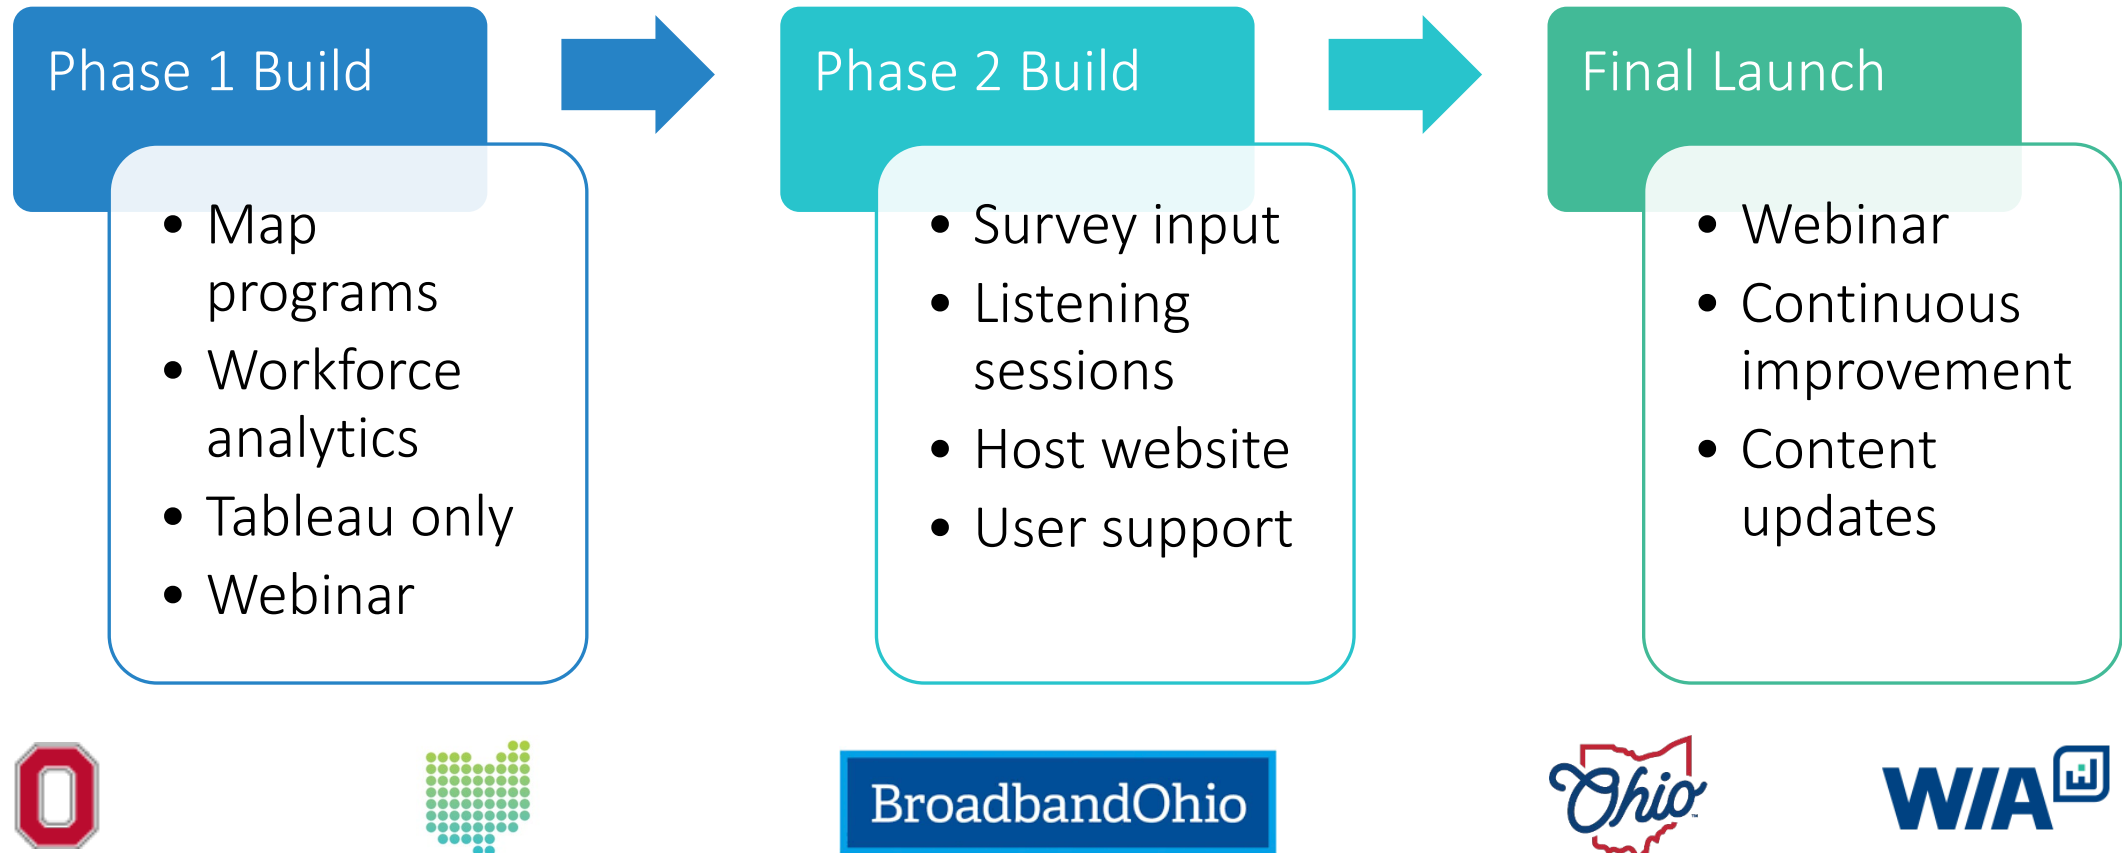 Phase 1 Build
• Map
programs
• Workforce
analytics
• Tableau only
• Webinar
Phase 2 Build
• Survey input
• Listening
sessions
• Host website
• User support
Final Launch
• Webinar
• Continuous
improvement
• Content
updates
O
BroadbandOhio
Ohio
WIA